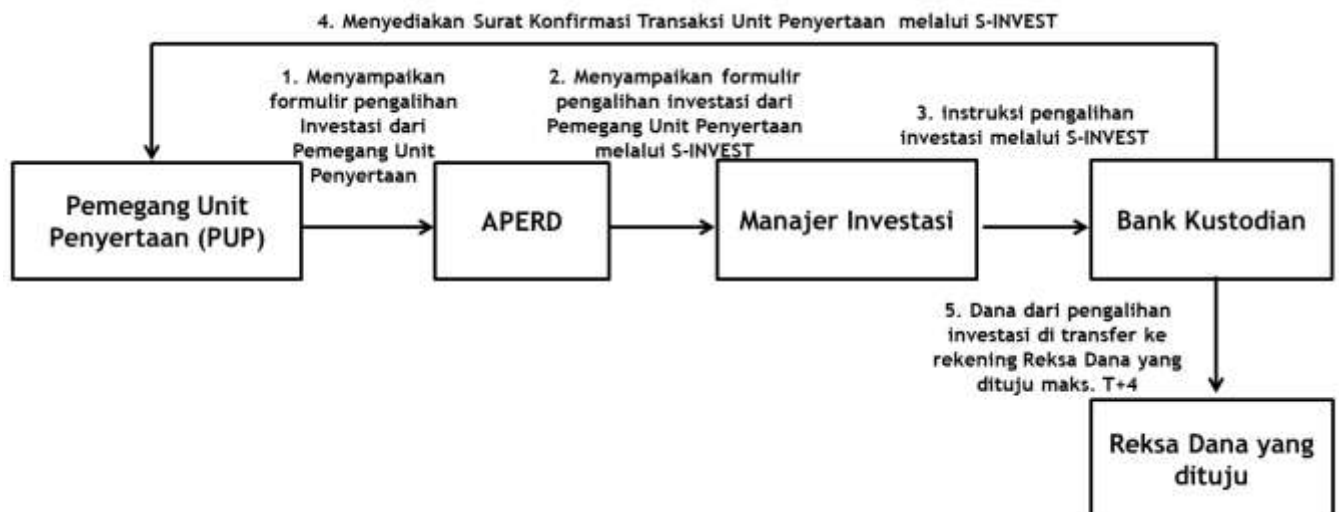 4. Menyediakan Surat Konfirmasi Transaksi Unit Penyertaan melalui S-INVEST
1. Menyampaikan
formulir pengalihan
Investasi dari
Pemegang Unit
Penyertaan
2. Menyampaikan formulir
pengalihan investasi dari
Pemegang Unit Penyertaan
melalui S-INVEST
3. Instruksi pengalihan
investasi melalui S-INVEST
Pemegang Unit
Penyertaan (PUP)
APERD
Manajer Investasi
Bank Kustodian
5. Dana dari pengalihan
investasi di transfer ke
rekening Reksa Dana yang
dituju maks. T+4
Reksa Dana yang
dituju